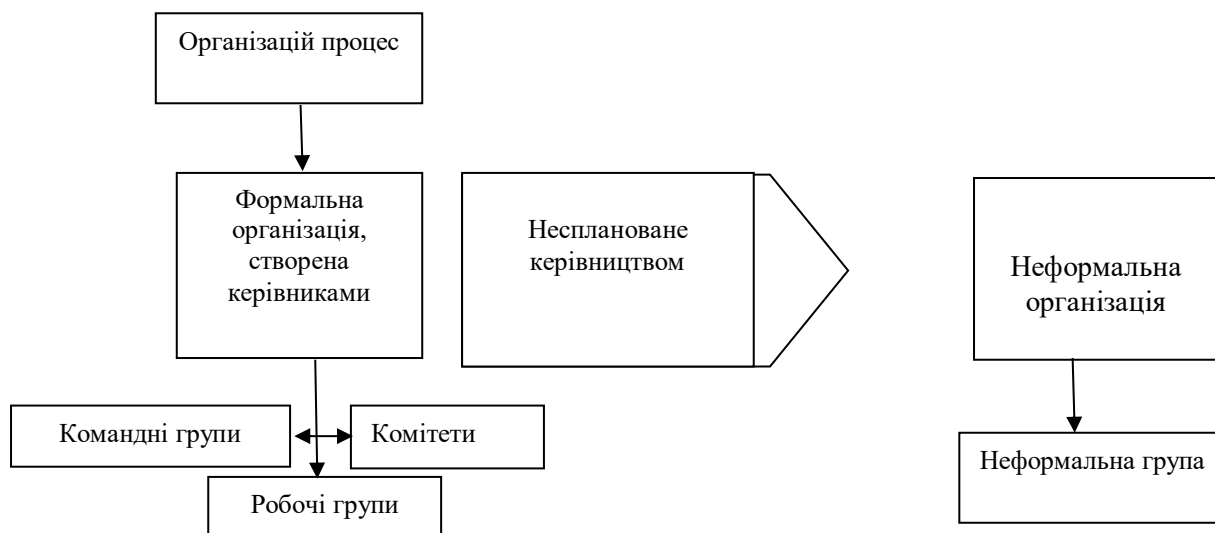 Організацій процес
Формальна
організація,
створена
керівниками
Несплановане
керівництвом
Неформальна
організація
Командні групи
Комітети
Робочі групи
Неформальна група